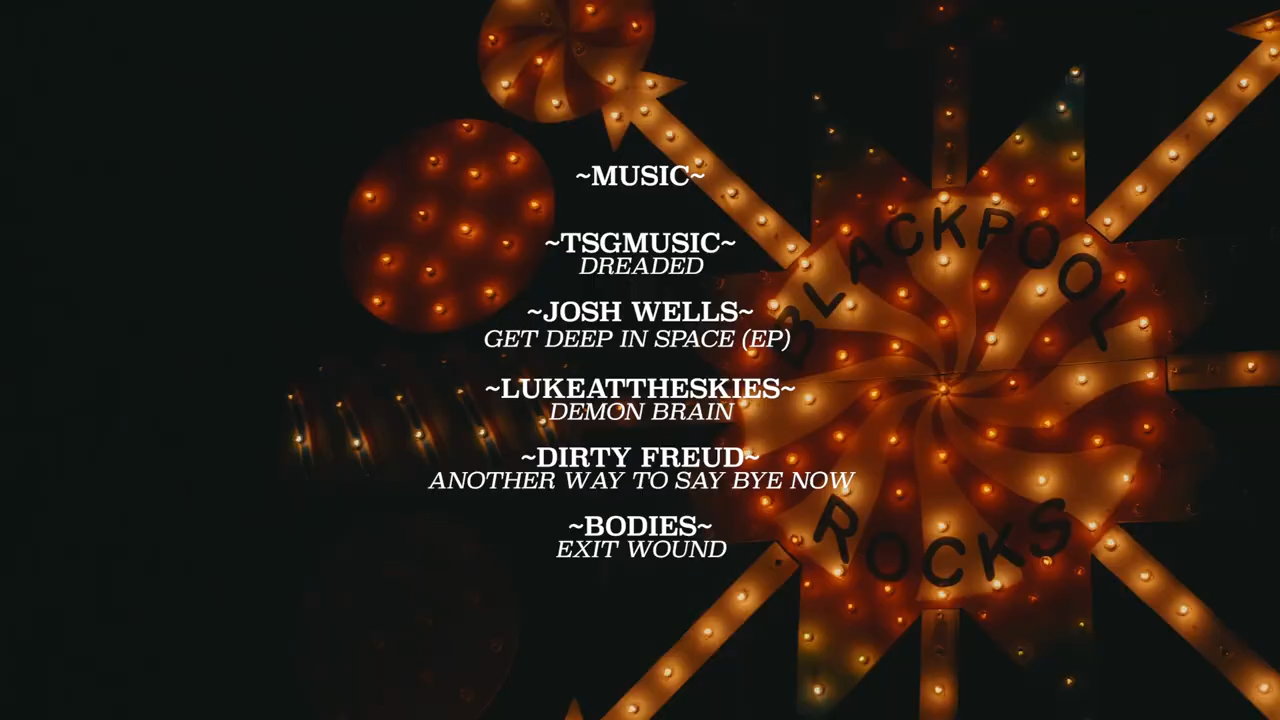 ~MUSIC~
~TSGMUSIC~
DREADED
~JOSH WELLS~
GET DEEP IN SPACE (EP)
~LUKEATTHESKIES~
DEMON BRAIN
~DIRTY FREUD~
ANOTHER WAY TO SAY BYE NOW
~BODIES~
EXIT WOUND
BLACKPOOL
ROCKS